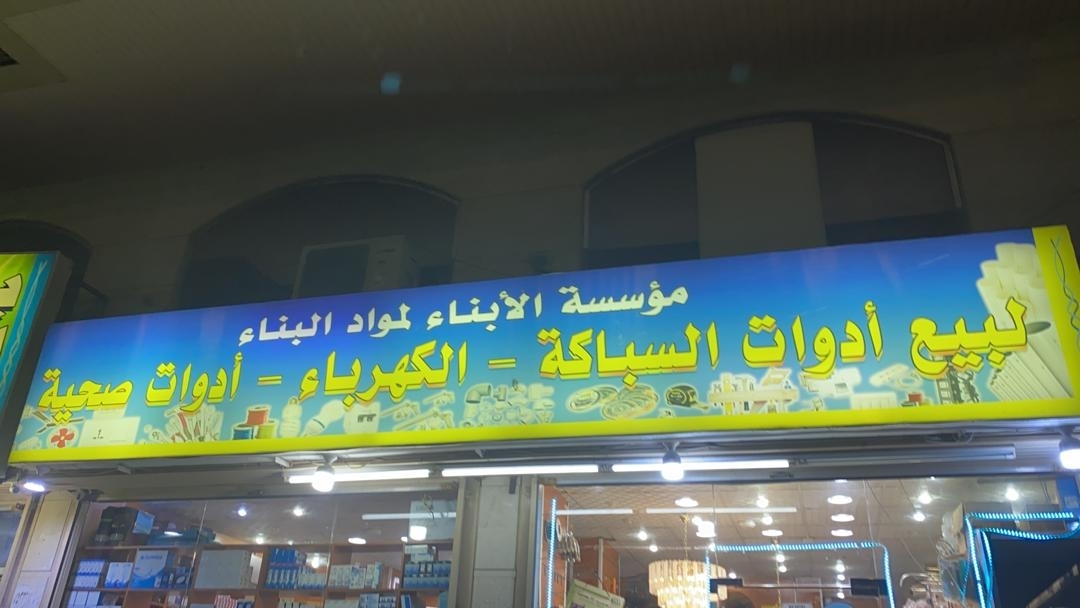 مؤسسة الأبناء لمواد البناء
لبيع أدوات السباكة - الكهرباء - أدوات صحية